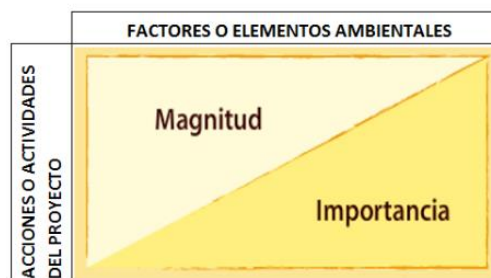 FACTORES O ELEMENTOS AMBIENTALES
ACCIONES O ACTIVIDADES
DEL PROYECTO
Magnitud
Importancia